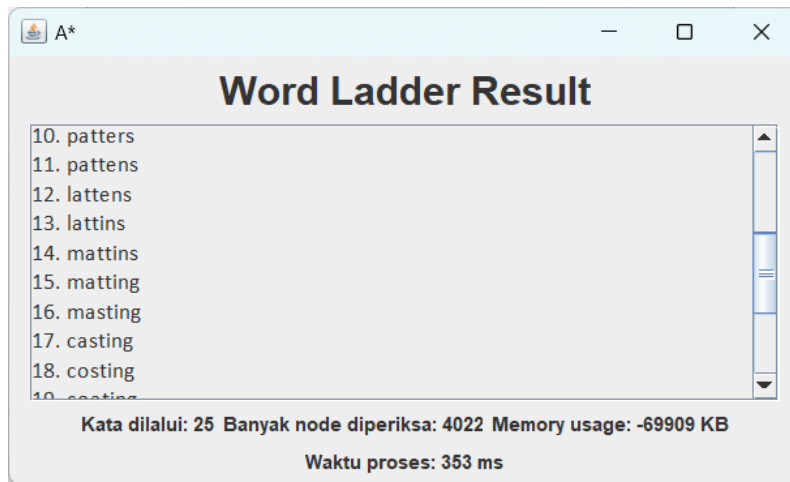 A*
Word Ladder Result
10. patters
11. pattens
12. lattens
13. lattins
14. mattins
15. matting
16. masting
17. casting
18. costing
Kata dilalui: 25 Banyak node diperiksa: 4022 Memory usage: -69909 KB
Waktu proses: 353 ms